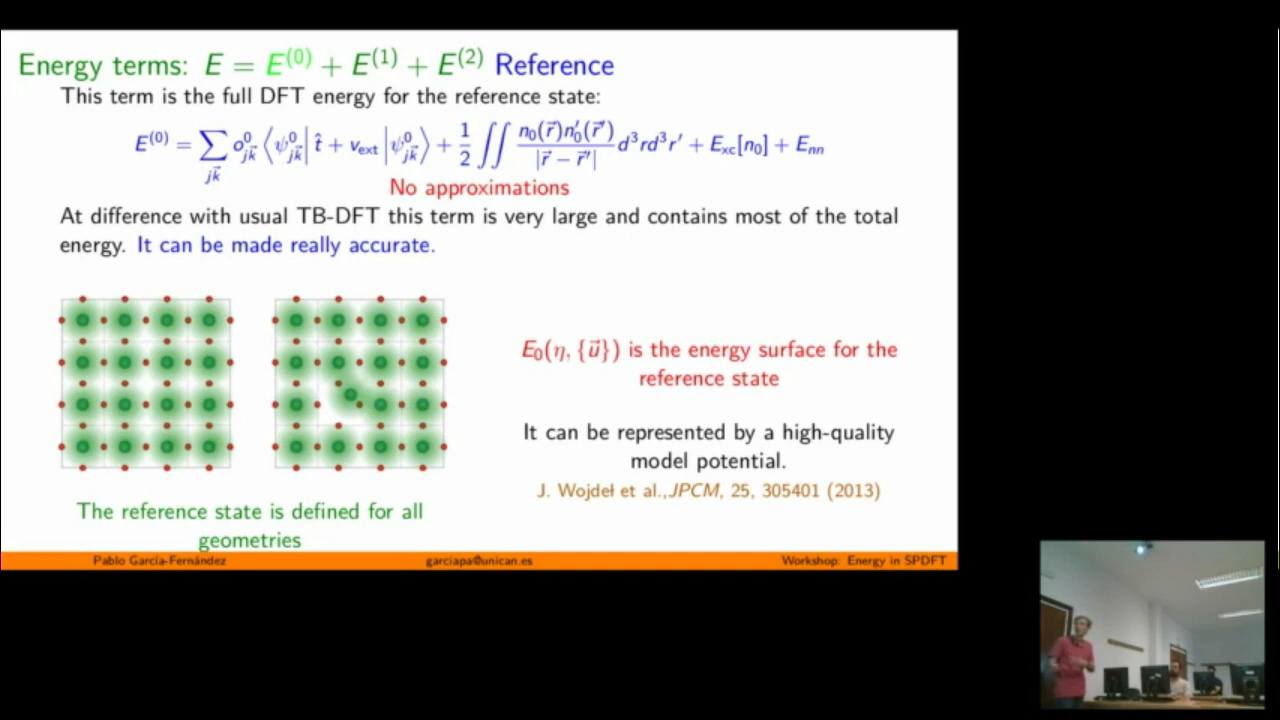 Energy terms: E = E^(0) + E^(1) + E^(2) Reference
This term is the full DFT energy for the reference state:
E^(0) = ∑_{jk⃗} o^0_{jk⃗} ⟨ψ^0_{jk⃗}| t̂ + v_ext |ψ^0_{jk⃗}⟩ + 1/2 ∬ n_0(r⃗)n′_0(r⃗′)/|r⃗ − r⃗′| d³rd³r′ + E_xc[n_0] + E_nn
No approximations
At difference with usual TB-DFT this term is very large and contains most of the total
energy. It can be made really accurate.
The reference state is defined for all
geometries
E_0(η, {u⃗}) is the energy surface for the
reference state
It can be represented by a high-quality
model potential.
J. Wojdeł et al.,JPCM, 25, 305401 (2013)
Pablo García-Fernández
garciapa@unican.es
Workshop: Energy in SPDFT